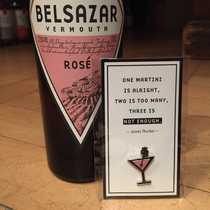 BELSAZAR
VERMOUTH
ROSÉ
ONE MARTINI
IS ALRIGHT,
TWO IS TOO MANY,
THREE IS
NOT ENOUGH.
— James Thurber —